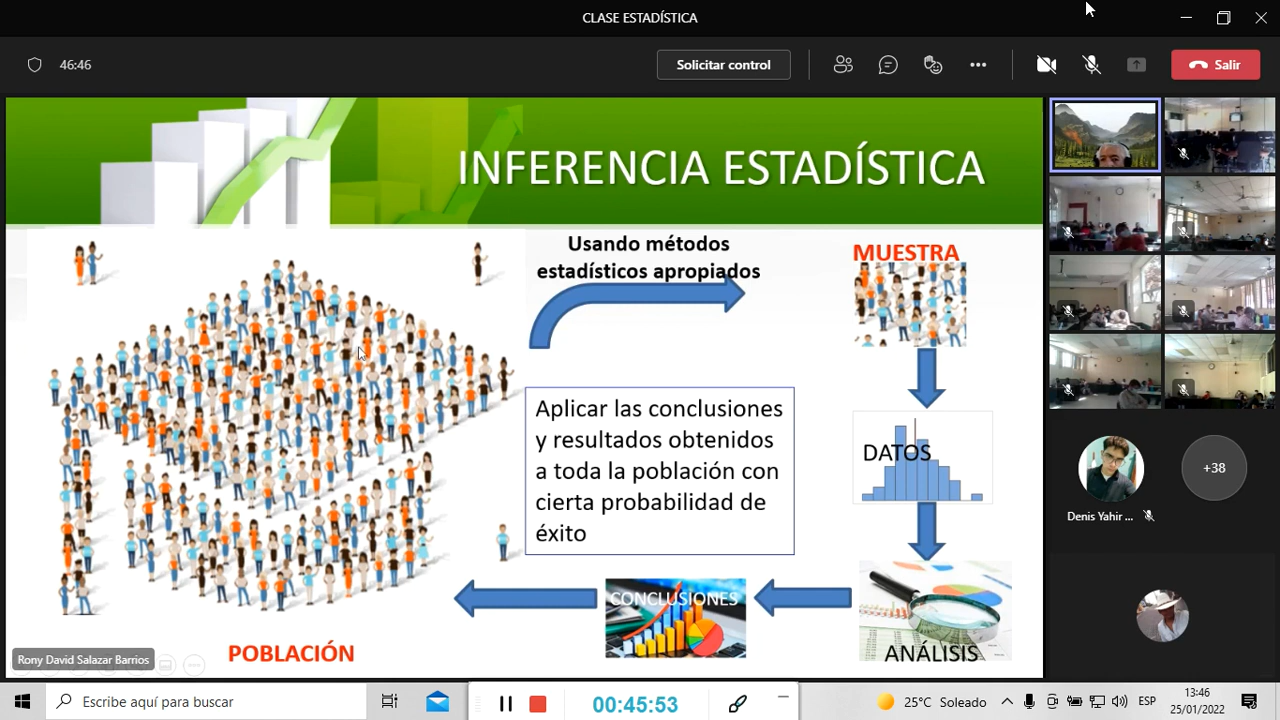 CLASE ESTADÍSTICA
46:46
Solicitar control
Salir
INFERENCIA ESTADÍSTICA
Usando métodos
estadísticos apropiados
MUESTRA
Aplicar las conclusiones
y resultados obtenidos
a toda la población con
cierta probabilidad de
éxito
DATOS
CONCLUSIONES
ANÁLISIS
POBLACIÓN
Rony David Salazar Barrios
+38
Denis Yahir ...
Escribe aquí para buscar
00:45:53
25°C Soleado
ESP
13:46
25/01/2022